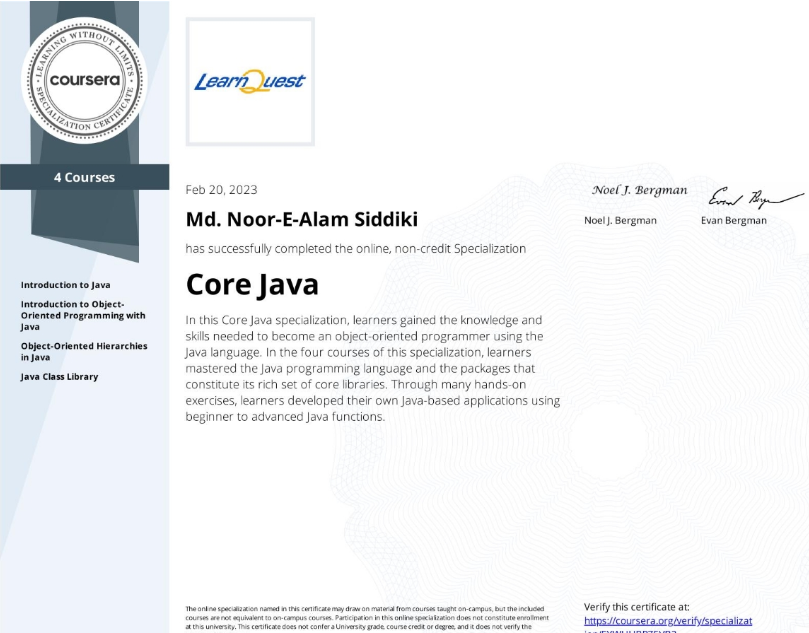 LEARNING WITHOUT LIMITS
coursera
SPECIALIZATION CERTIFICATE
4 Courses
Introduction to Java
Introduction to Object-
Oriented Programming with
Java
Object-Oriented Hierarchies
in Java
Java Class Library
LearnQuest
Feb 20, 2023
Md. Noor-E-Alam Siddiki
has successfully completed the online, non-credit Specialization
Core Java
In this Core Java specialization, learners gained the knowledge and
skills needed to become an object-oriented programmer using the
Java language. In the four courses of this specialization, learners
mastered the Java programming language and the packages that
constitute its rich set of core libraries. Through many hands-on
exercises, learners developed their own Java-based applications using
beginner to advanced Java functions.
Noel J. Bergman
Noel J. Bergman
Evan Bergman
The online specialization named in this certificate may draw on material from courses taught on-campus, but the included
courses are not equivalent to on-campus courses. Participation in this online specialization does not constitute enrollment
at this university. This certificate does not confer a University grade, course credit or degree, and it does not verify the
Verify this certificate at:
https://coursera.org/verify/specializat